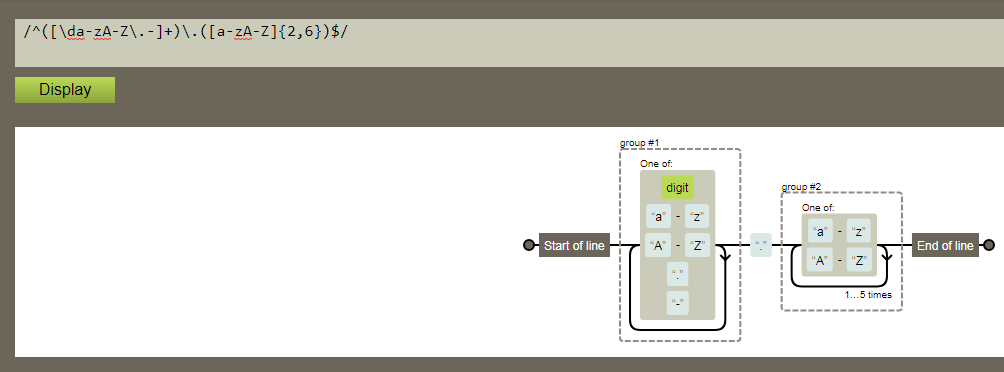 /^([\da-zA-Z\.-]+)\.([a-zA-Z]{2,6})$/
Display
group #1
One of:
digit
"a" - "z"
"A" - "Z"
"."
"-"
group #2
One of:
"a" - "z"
"A" - "Z"
Start of line
"."
End of line
1...5 times